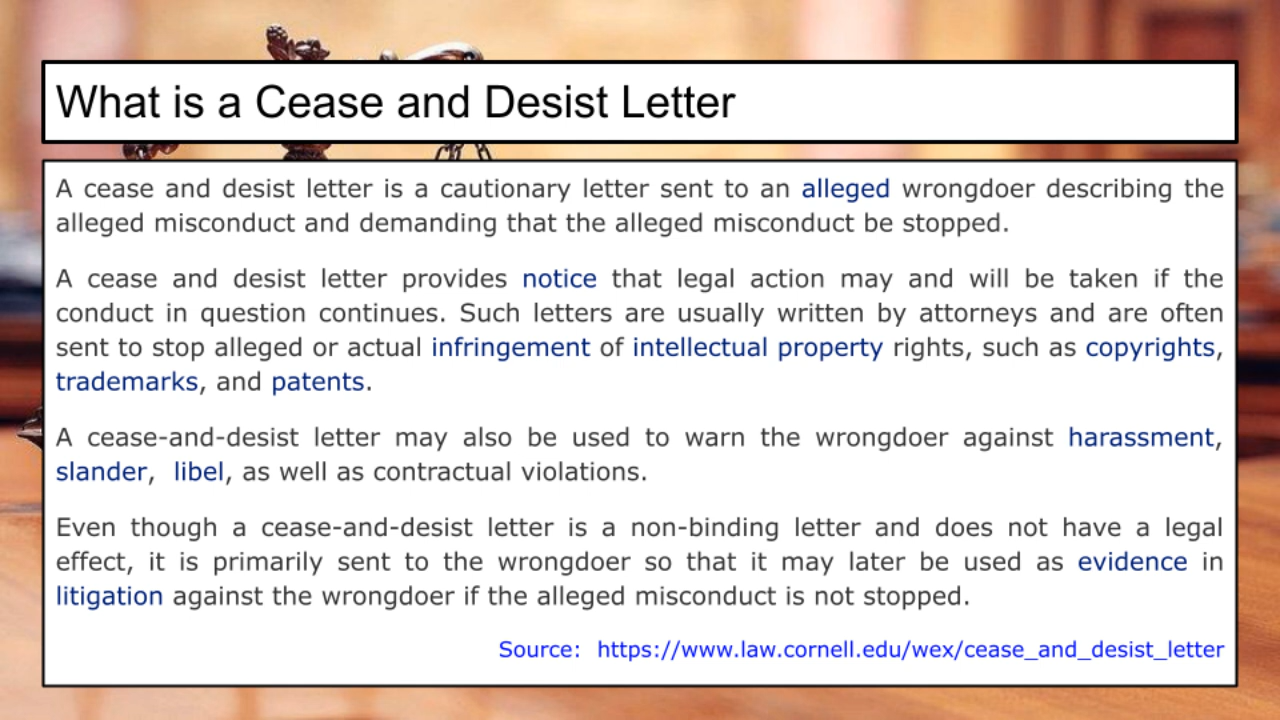 What is a Cease and Desist Letter
A cease and desist letter is a cautionary letter sent to an alleged wrongdoer describing the
alleged misconduct and demanding that the alleged misconduct be stopped.
A cease and desist letter provides notice that legal action may and will be taken if the
conduct in question continues. Such letters are usually written by attorneys and are often
sent to stop alleged or actual infringement of intellectual property rights, such as copyrights,
trademarks, and patents.
A cease-and-desist letter may also be used to warn the wrongdoer against harassment,
slander, libel, as well as contractual violations.
Even though a cease-and-desist letter is a non-binding letter and does not have a legal
effect, it is primarily sent to the wrongdoer so that it may later be used as evidence in
litigation against the wrongdoer if the alleged misconduct is not stopped.
Source: https://www.law.cornell.edu/wex/cease_and_desist_letter